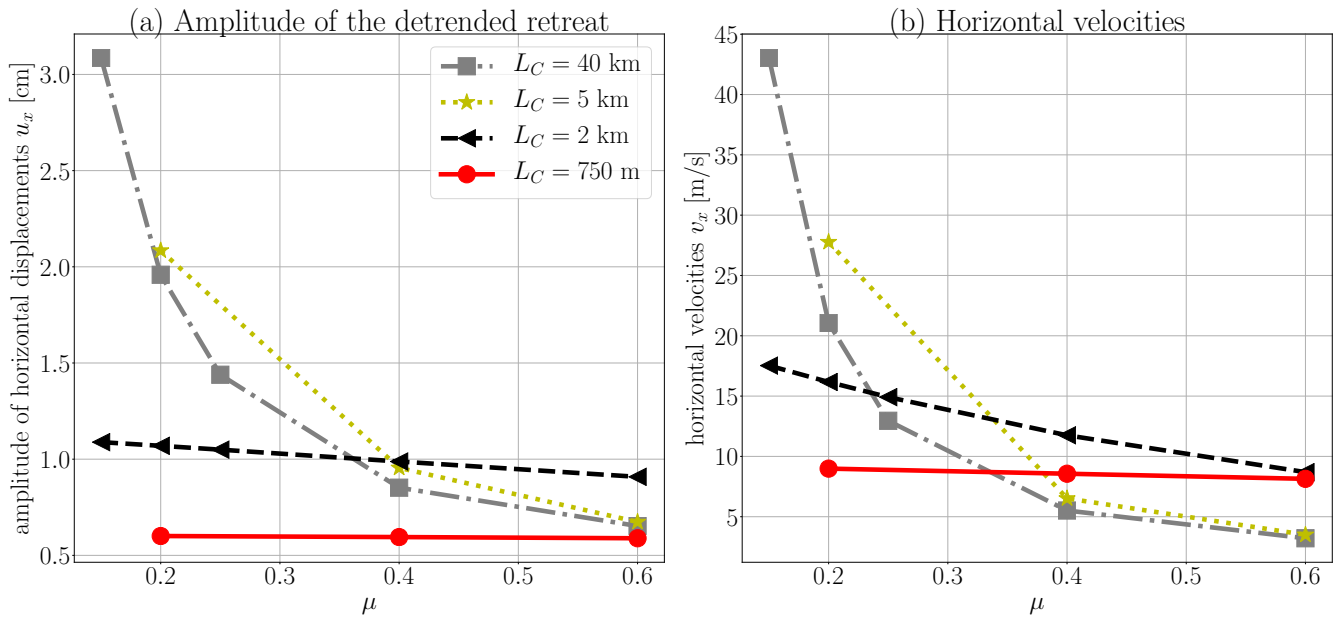 (a) Amplitude of the detrended retreat
amplitude of horizontal displacements u_x [cm]
3.0
2.5
2.0
1.5
1.0
0.5
0.2
0.3
0.4
0.5
0.6
μ
L_C = 40 km
L_C = 5 km
L_C = 2 km
L_C = 750 m
(b) Horizontal velocities
horizontal velocities v_x [m/s]
45
40
35
30
25
20
15
10
5
0.2
0.3
0.4
0.5
0.6
μ